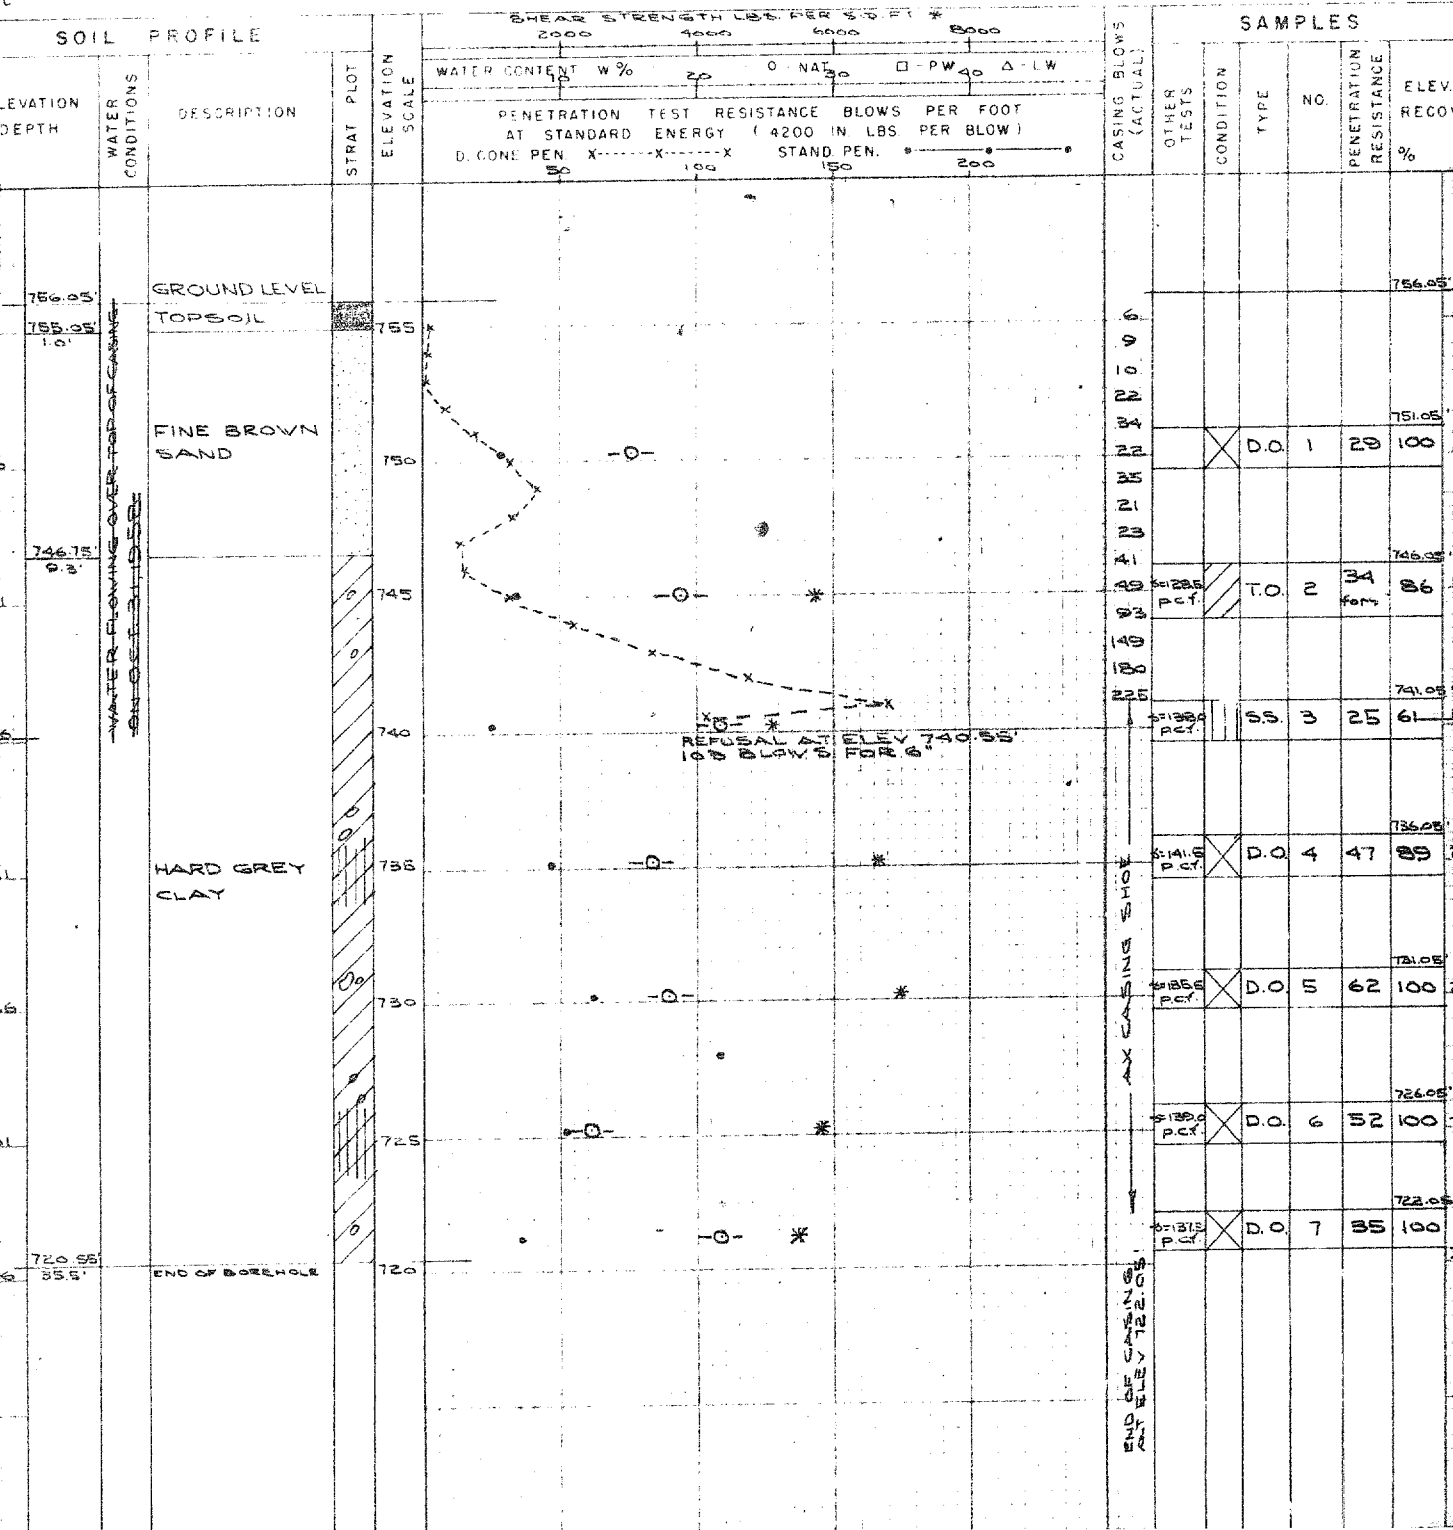 SOIL PROFILE
SHEAR STRENGTH LBS. PER SQ. FT *
2000 4000 6000 8000
SAMPLES
LEVATION
DEPTH
WATER
CONDITIONS
DESCRIPTION
STRAT PLOT
ELEVATION
SCALE
WATER CONTENT W % O - NAT. □ - PW Δ - LW
10 20 30 40
PENETRATION TEST RESISTANCE BLOWS PER FOOT
AT STANDARD ENERGY ( 4200 IN. LBS. PER BLOW )
D. CONE PEN. X-------X------X STAND. PEN.
50 100 150 200
CASING BLOWS
(ACTUAL)
OTHER
TESTS
CONDITION
TYPE
NO.
PENETRATION
RESISTANCE
ELEV.
RECOV
%
756.05'
GROUND LEVEL
756.05'
755.05'
1.0'
TOPSOIL
755
6
9
10
22
34
751.05'
FINE BROWN
SAND
750
22
D.O. 1 29 100
35
21
23
746.75'
9.3'
41
746.05'
745
49
93
p.c.f.
T.O. 2 34 86
149
180
225
741.05
740
p.c.f.
S.S. 3 25 61
REFUSAL AT ELEV 740.55'
BLOWS FOR 6"
736.05'
HARD GREY
CLAY
735
p.c.f.
D.O. 4 47 89
731.05'
730
p.c.f.
D.O. 5 62 100
726.05'
725
p.c.f.
D.O. 6 52 100
722.05
p.c.f.
D.O. 7 35 100
720.55'
35.5'
END OF BOREHOLE
720
WATER FLOWING OVER TOP OF CASING
AX CASING SHOE
END OF CASING
AT ELEV 722.05'